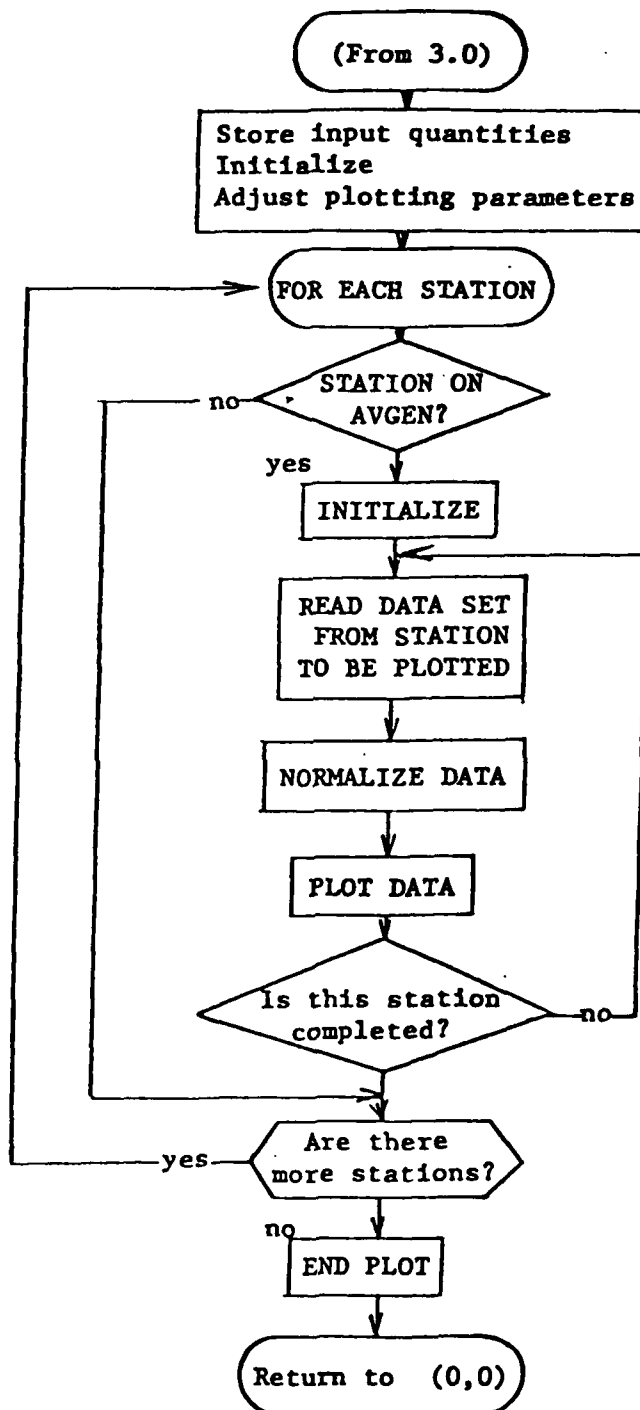 (From 3.0)
Store input quantities
Initialize
Adjust plotting parameters
FOR EACH STATION
STATION ON
AVGEN?
no
yes
INITIALIZE
READ DATA SET
FROM STATION
TO BE PLOTTED
NORMALIZE DATA
PLOT DATA
Is this station
completed?
no
Are there
more stations?
yes
no
END PLOT
Return to (0,0)